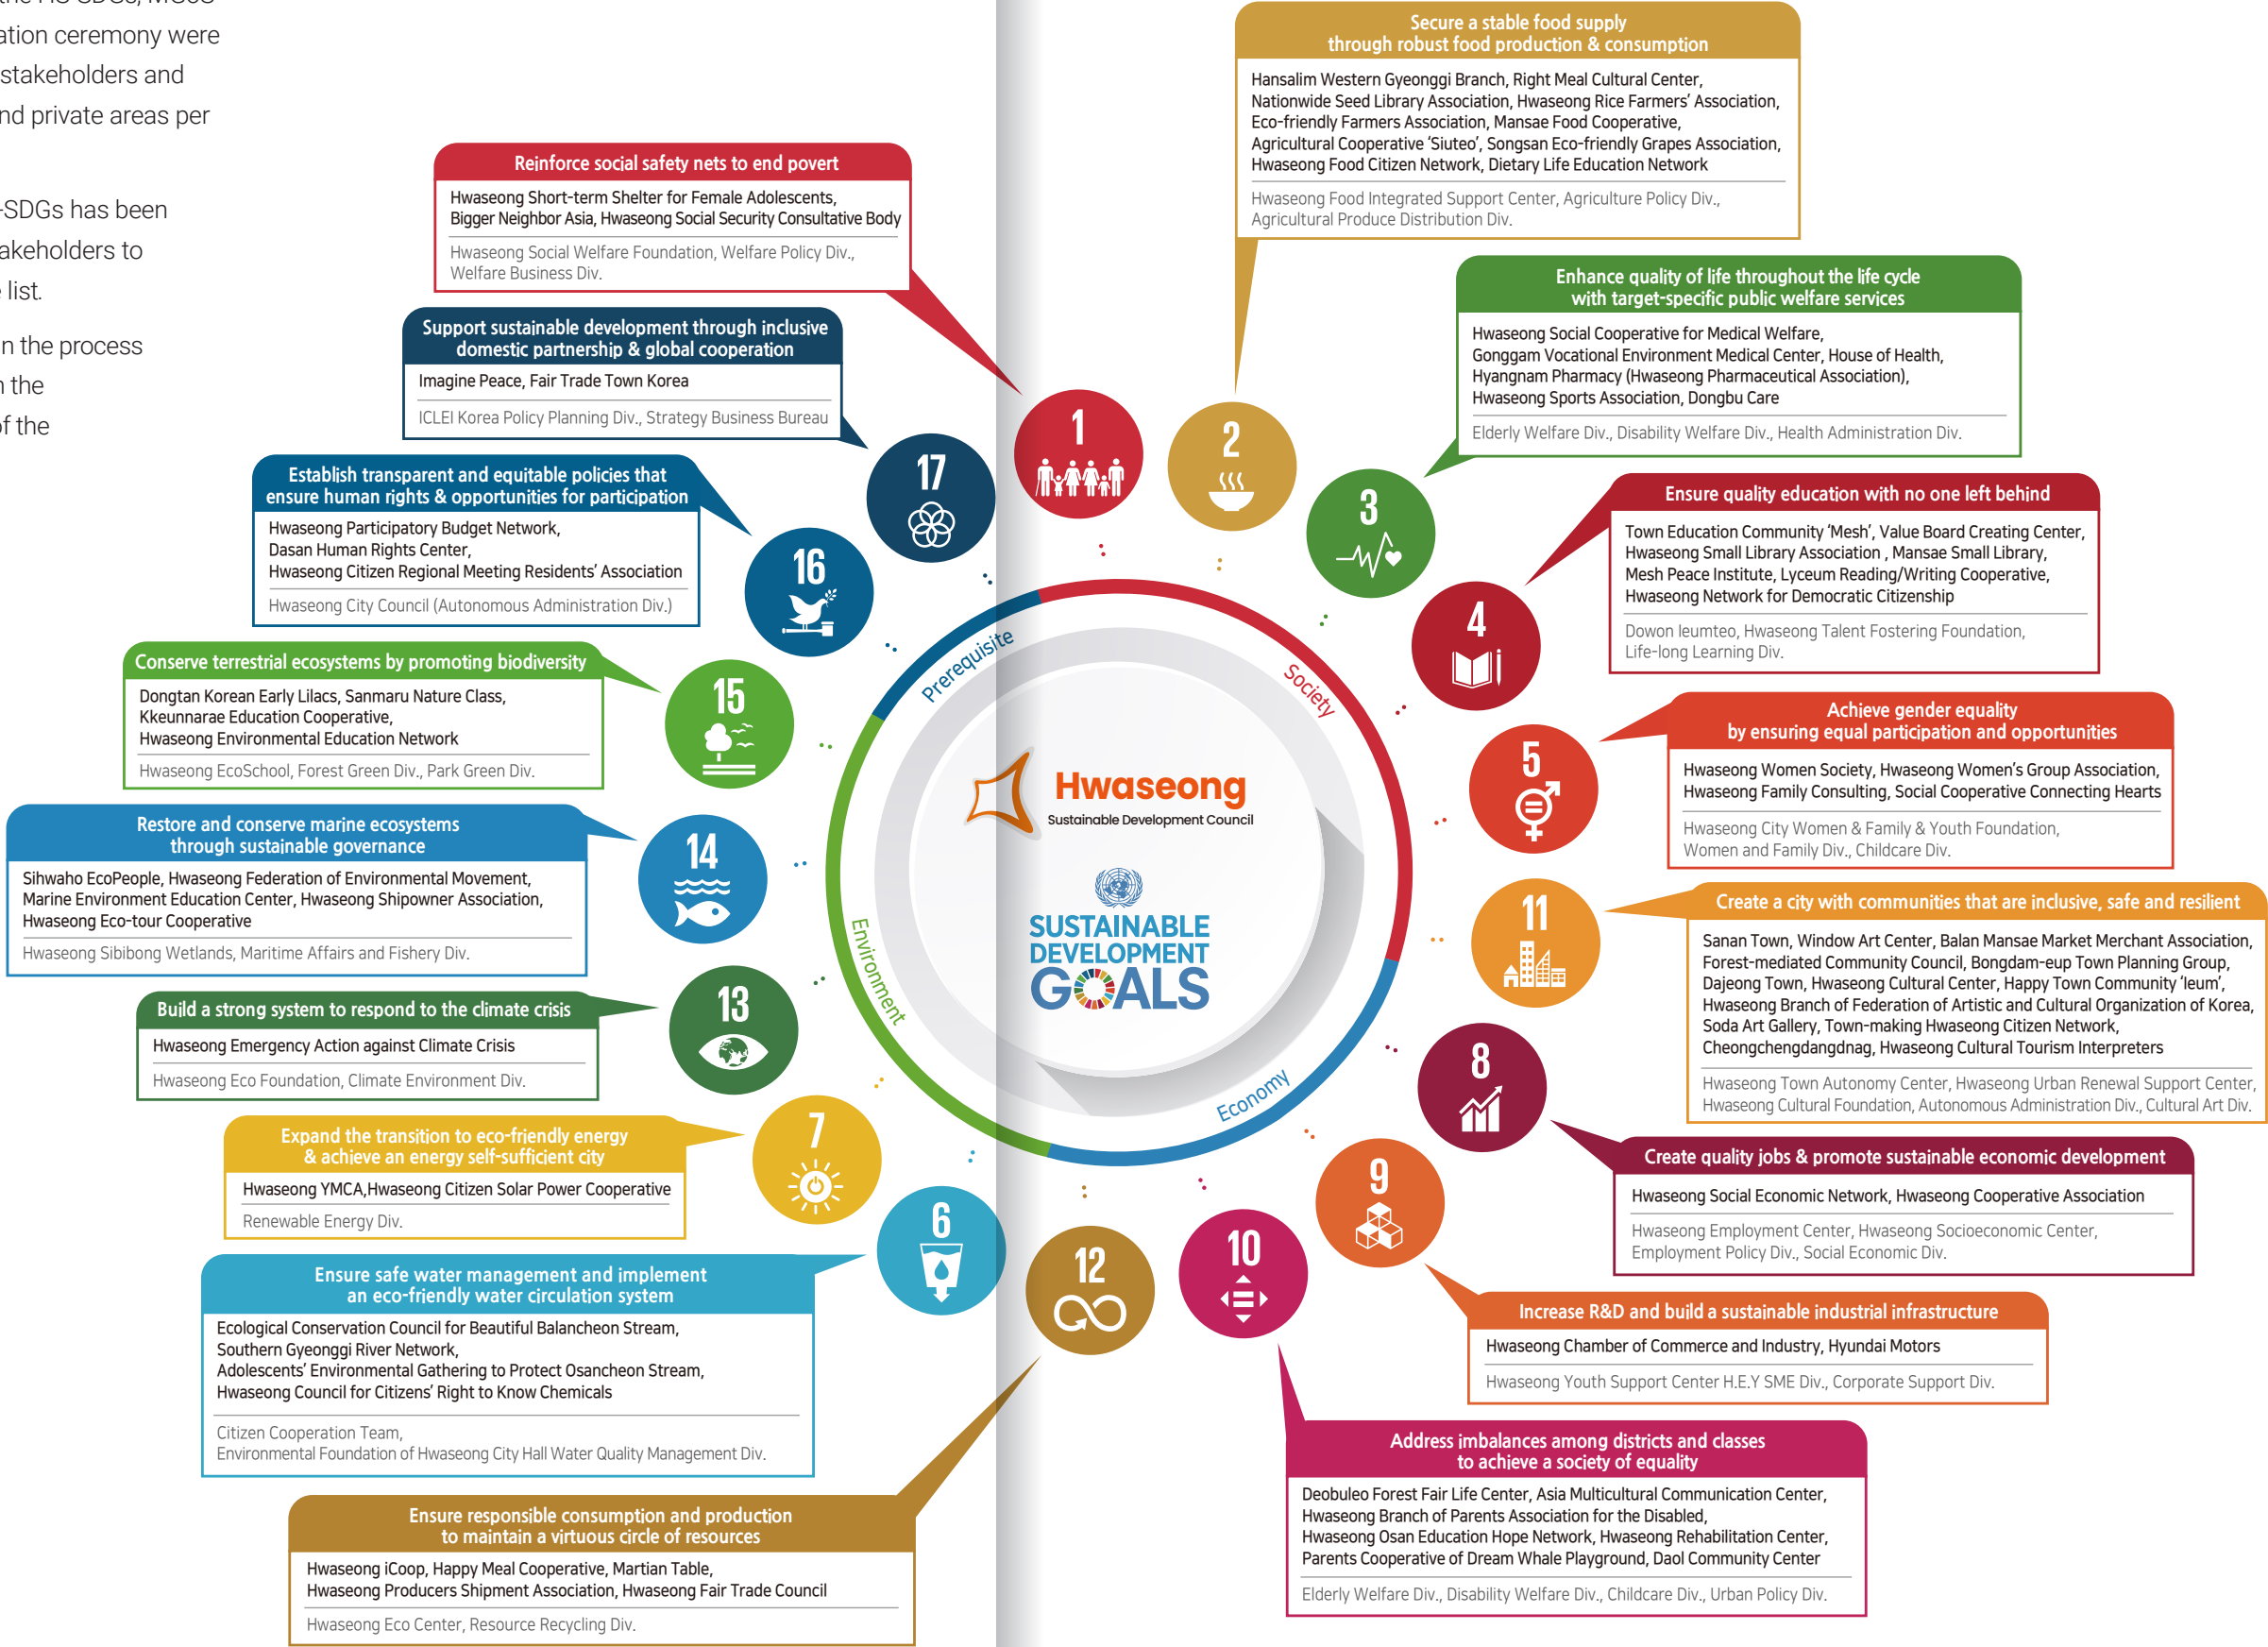 the HS-SDGs, MGoS
ation ceremony were
stakeholders and
nd private areas per
-SDGs has been
akeholders to
list.
n the process
n the
of the
Reinforce social safety nets to end povert
Hwaseong Short-term Shelter for Female Adolescents,
Bigger Neighbor Asia, Hwaseong Social Security Consultative Body
Hwaseong Social Welfare Foundation, Welfare Policy Div.,
Welfare Business Div.
Support sustainable development through inclusive
domestic partnership & global cooperation
Imagine Peace, Fair Trade Town Korea
ICLEI Korea Policy Planning Div., Strategy Business Bureau
Establish transparent and equitable policies that
ensure human rights & opportunities for participation
Hwaseong Participatory Budget Network,
Dasan Human Rights Center,
Hwaseong Citizen Regional Meeting Residents' Association
Hwaseong City Council (Autonomous Administration Div.)
Conserve terrestrial ecosystems by promoting biodiversity
Dongtan Korean Early Lilacs, Sanmaru Nature Class,
Kkeunnarae Education Cooperative,
Hwaseong Environmental Education Network
Hwaseong EcoSchool, Forest Green Div., Park Green Div.
Restore and conserve marine ecosystems
through sustainable governance
Sihwaho EcoPeople, Hwaseong Federation of Environmental Movement,
Marine Environment Education Center, Hwaseong Shipowner Association,
Hwaseong Eco-tour Cooperative
Hwaseong Sibibong Wetlands, Maritime Affairs and Fishery Div.
Build a strong system to respond to the climate crisis
Hwaseong Emergency Action against Climate Crisis
Hwaseong Eco Foundation, Climate Environment Div.
Expand the transition to eco-friendly energy
& achieve an energy self-sufficient city
Hwaseong YMCA,Hwaseong Citizen Solar Power Cooperative
Renewable Energy Div.
Ensure safe water management and implement
an eco-friendly water circulation system
Ecological Conservation Council for Beautiful Balancheon Stream,
Southern Gyeonggi River Network,
Adolescents' Environmental Gathering to Protect Osancheon Stream,
Hwaseong Council for Citizens' Right to Know Chemicals
Citizen Cooperation Team,
Environmental Foundation of Hwaseong City Hall Water Quality Management Div.
Ensure responsible consumption and production
to maintain a virtuous circle of resources
Hwaseong iCoop, Happy Meal Cooperative, Martian Table,
Hwaseong Producers Shipment Association, Hwaseong Fair Trade Council
Hwaseong Eco Center, Resource Recycling Div.
17
16
15
14
13
7
6
12
1
2
3
4
5
11
8
9
10
Prerequisite
Society
Environment
Economy
Hwaseong
Sustainable Development Council
SUSTAINABLE
DEVELOPMENT
GOALS
Secure a stable food supply
through robust food production & consumption
Hansalim Western Gyeonggi Branch, Right Meal Cultural Center,
Nationwide Seed Library Association, Hwaseong Rice Farmers' Association,
Eco-friendly Farmers Association, Mansae Food Cooperative,
Agricultural Cooperative 'Siuteo', Songsan Eco-friendly Grapes Association,
Hwaseong Food Citizen Network, Dietary Life Education Network
Hwaseong Food Integrated Support Center, Agriculture Policy Div.,
Agricultural Produce Distribution Div.
Enhance quality of life throughout the life cycle
with target-specific public welfare services
Hwaseong Social Cooperative for Medical Welfare,
Gonggam Vocational Environment Medical Center, House of Health,
Hyangnam Pharmacy (Hwaseong Pharmaceutical Association),
Hwaseong Sports Association, Dongbu Care
Elderly Welfare Div., Disability Welfare Div., Health Administration Div.
Ensure quality education with no one left behind
Town Education Community 'Mesh', Value Board Creating Center,
Hwaseong Small Library Association , Mansae Small Library,
Mesh Peace Institute, Lyceum Reading/Writing Cooperative,
Hwaseong Network for Democratic Citizenship
Dowon Ieumteo, Hwaseong Talent Fostering Foundation,
Life-long Learning Div.
Achieve gender equality
by ensuring equal participation and opportunities
Hwaseong Women Society, Hwaseong Women's Group Association,
Hwaseong Family Consulting, Social Cooperative Connecting Hearts
Hwaseong City Women & Family & Youth Foundation,
Women and Family Div., Childcare Div.
Create a city with communities that are inclusive, safe and resilient
Sanan Town, Window Art Center, Balan Mansae Market Merchant Association,
Forest-mediated Community Council, Bongdam-eup Town Planning Group,
Dajeong Town, Hwaseong Cultural Center, Happy Town Community 'Ieum',
Hwaseong Branch of Federation of Artistic and Cultural Organization of Korea,
Soda Art Gallery, Town-making Hwaseong Citizen Network,
Cheongchengdangdnag, Hwaseong Cultural Tourism Interpreters
Hwaseong Town Autonomy Center, Hwaseong Urban Renewal Support Center,
Hwaseong Cultural Foundation, Autonomous Administration Div., Cultural Art Div.
Create quality jobs & promote sustainable economic development
Hwaseong Social Economic Network, Hwaseong Cooperative Association
Hwaseong Employment Center, Hwaseong Socioeconomic Center,
Employment Policy Div., Social Economic Div.
Increase R&D and build a sustainable industrial infrastructure
Hwaseong Chamber of Commerce and Industry, Hyundai Motors
Hwaseong Youth Support Center H.E.Y SME Div., Corporate Support Div.
Address imbalances among districts and classes
to achieve a society of equality
Deobuleo Forest Fair Life Center, Asia Multicultural Communication Center,
Hwaseong Branch of Parents Association for the Disabled,
Hwaseong Osan Education Hope Network, Hwaseong Rehabilitation Center,
Parents Cooperative of Dream Whale Playground, Daol Community Center
Elderly Welfare Div., Disability Welfare Div., Childcare Div., Urban Policy Div.